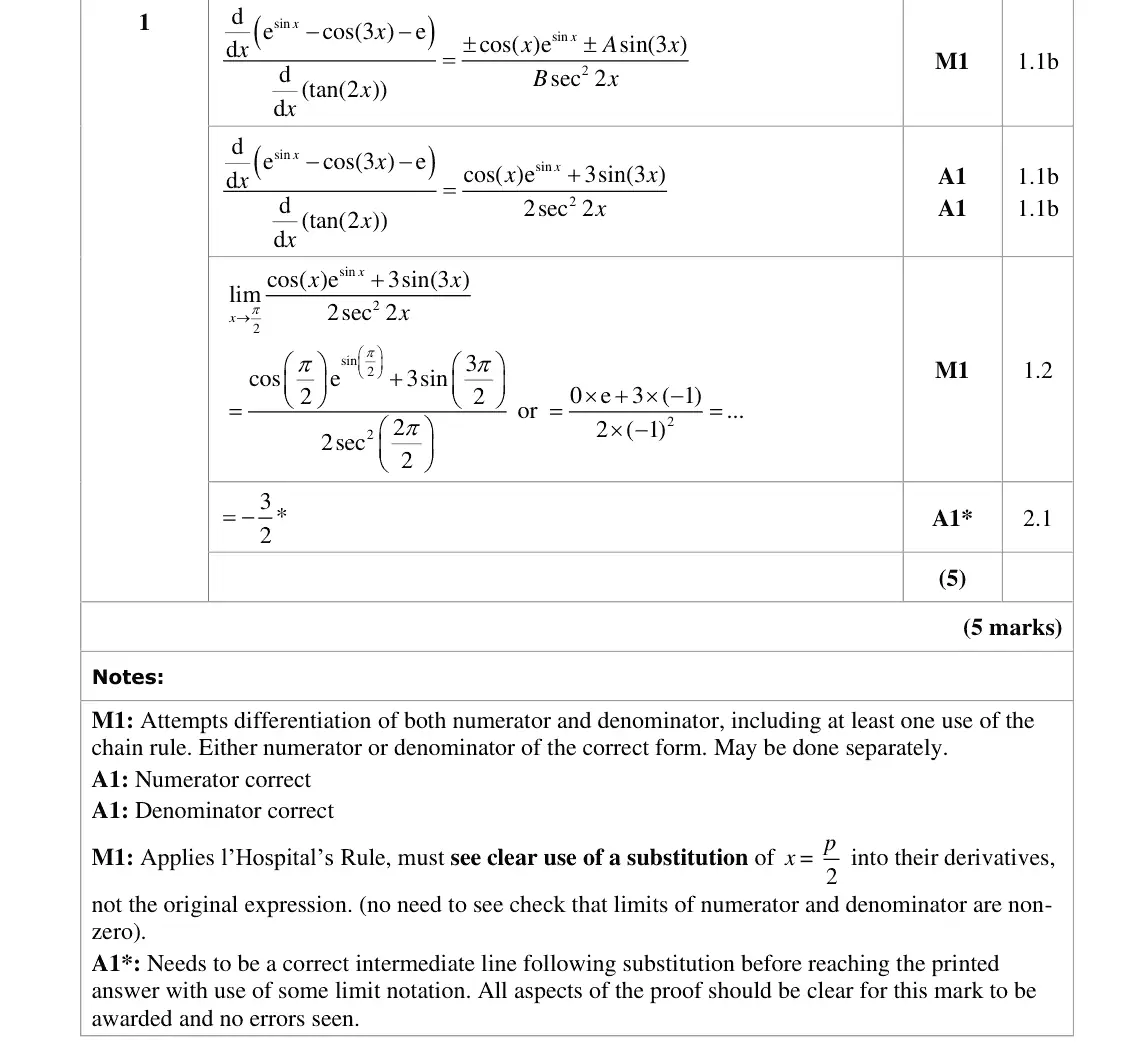 1
d/dx (e^(sin x) − cos(3x) − e) / d/dx (tan(2x)) = (±cos(x)e^(sin x) ± A sin(3x)) / (B sec² 2x)
M1 1.1b
d/dx (e^(sin x) − cos(3x) − e) / d/dx (tan(2x)) = (cos(x)e^(sin x) + 3sin(3x)) / (2sec² 2x)
A1 1.1b
A1 1.1b
lim x→π/2 (cos(x)e^(sin x) + 3sin(3x)) / (2sec² 2x)
= (cos(π/2)e^(sin(π/2)) + 3sin(3π/2)) / (2sec²(2π/2)) or = (0×e + 3×(−1)) / (2×(−1)²) = ...
M1 1.2
= −3/2 *
A1* 2.1
(5)
(5 marks)
Notes:
M1: Attempts differentiation of both numerator and denominator, including at least one use of the
chain rule. Either numerator or denominator of the correct form. May be done separately.
A1: Numerator correct
A1: Denominator correct
M1: Applies l’Hospital’s Rule, must see clear use of a substitution of x = p/2 into their derivatives,
not the original expression. (no need to see check that limits of numerator and denominator are non-
zero).
A1*: Needs to be a correct intermediate line following substitution before reaching the printed
answer with use of some limit notation. All aspects of the proof should be clear for this mark to be
awarded and no errors seen.